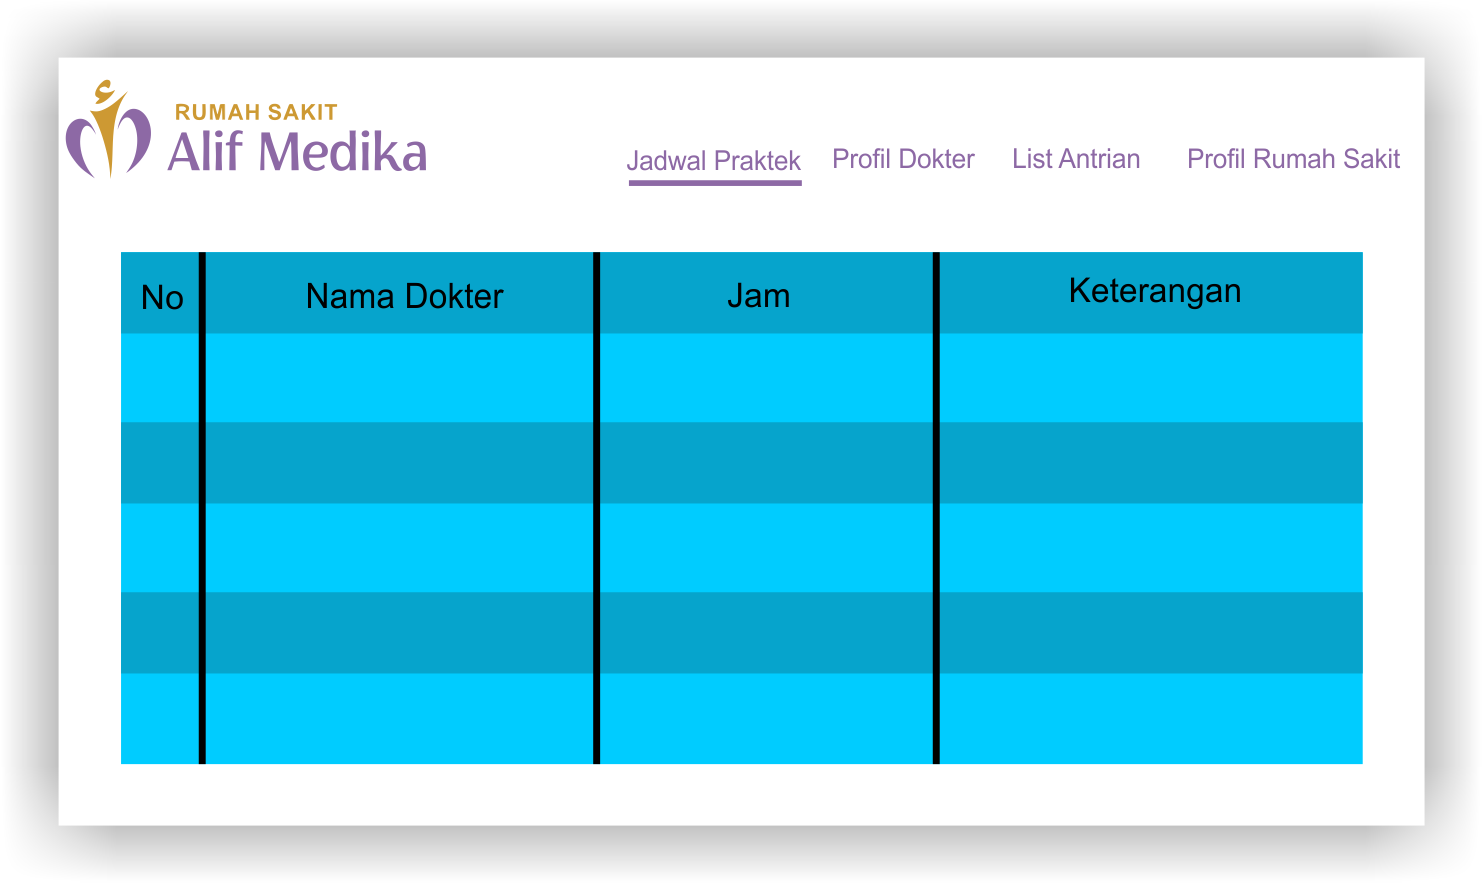 RUMAH SAKIT
Alif Medika
Jadwal Praktek
Profil Dokter
List Antrian
Profil Rumah Sakit
No
Nama Dokter
Jam
Keterangan